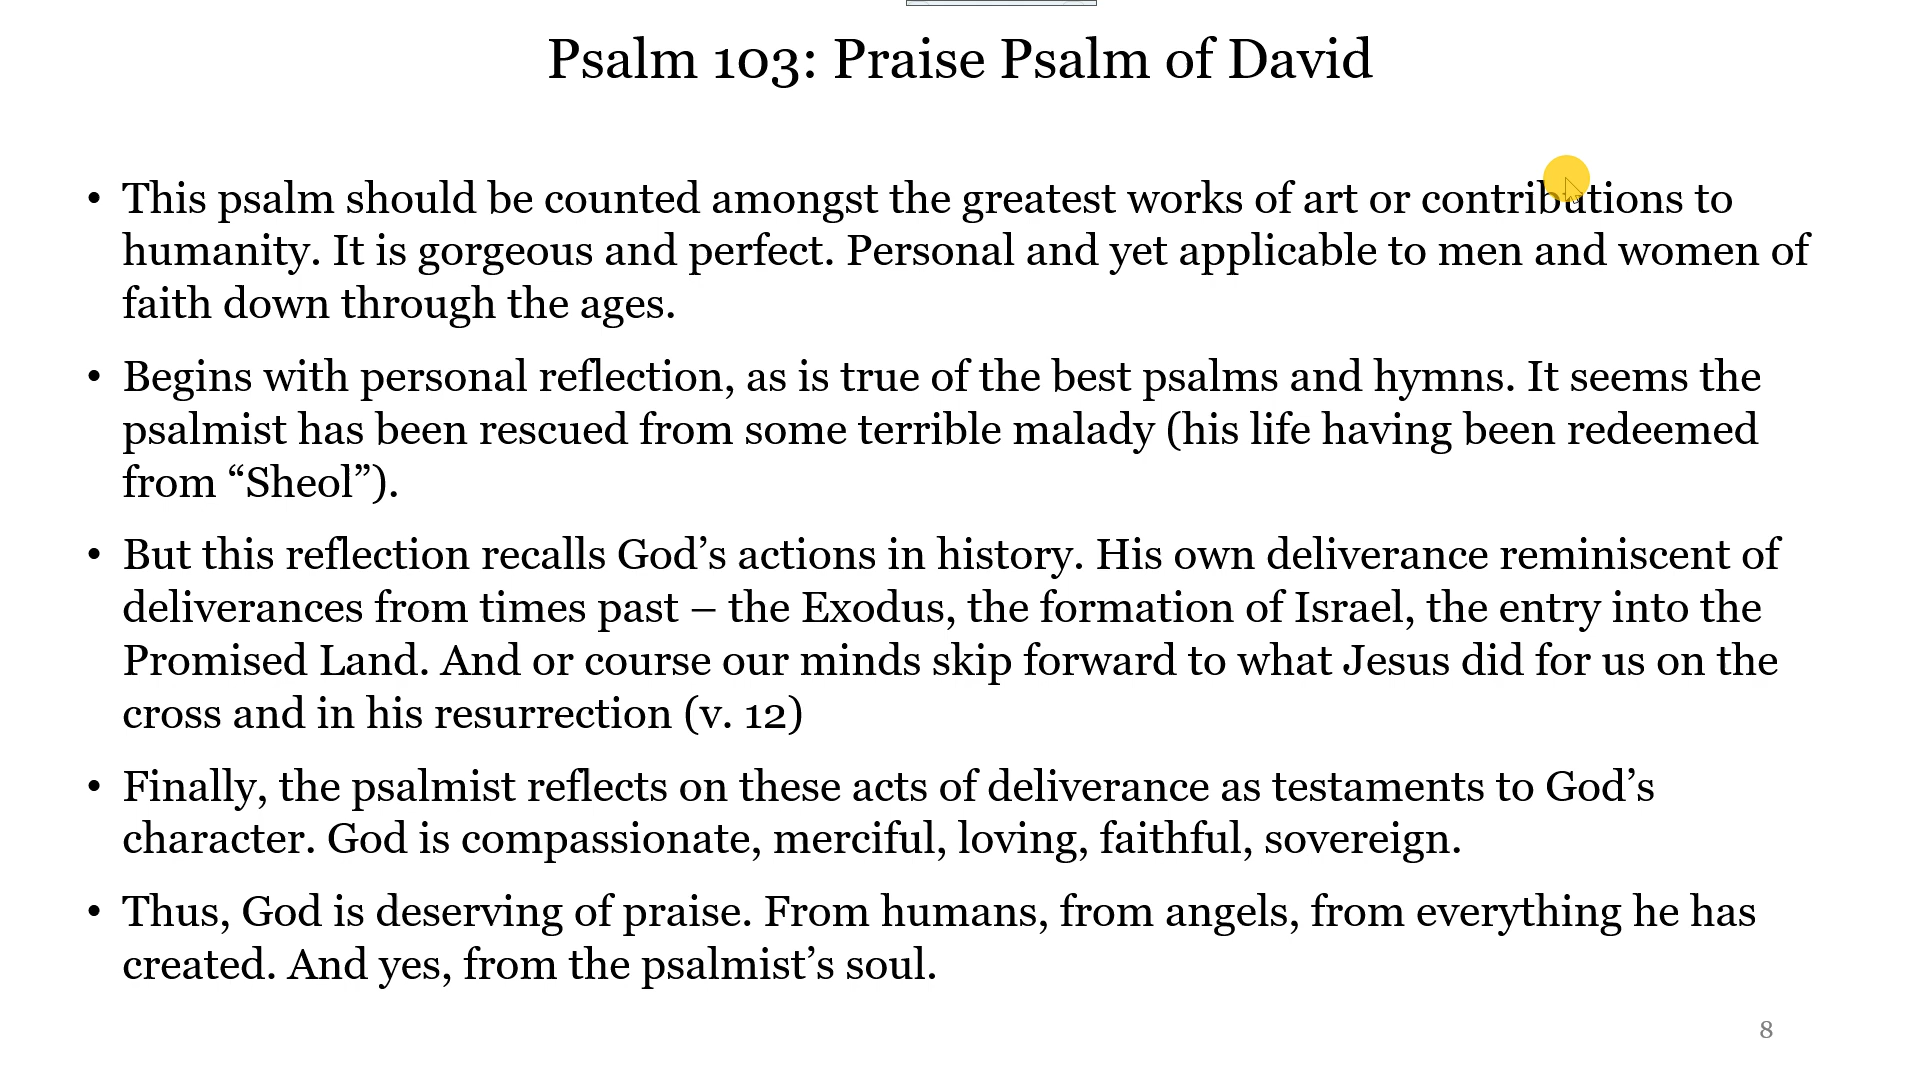 Psalm 103: Praise Psalm of David
• This psalm should be counted amongst the greatest works of art or contributions to
humanity. It is gorgeous and perfect. Personal and yet applicable to men and women of
faith down through the ages.
• Begins with personal reflection, as is true of the best psalms and hymns. It seems the
psalmist has been rescued from some terrible malady (his life having been redeemed
from “Sheol”).
• But this reflection recalls God’s actions in history. His own deliverance reminiscent of
deliverances from times past – the Exodus, the formation of Israel, the entry into the
Promised Land. And or course our minds skip forward to what Jesus did for us on the
cross and in his resurrection (v. 12)
• Finally, the psalmist reflects on these acts of deliverance as testaments to God’s
character. God is compassionate, merciful, loving, faithful, sovereign.
• Thus, God is deserving of praise. From humans, from angels, from everything he has
created. And yes, from the psalmist’s soul.
8